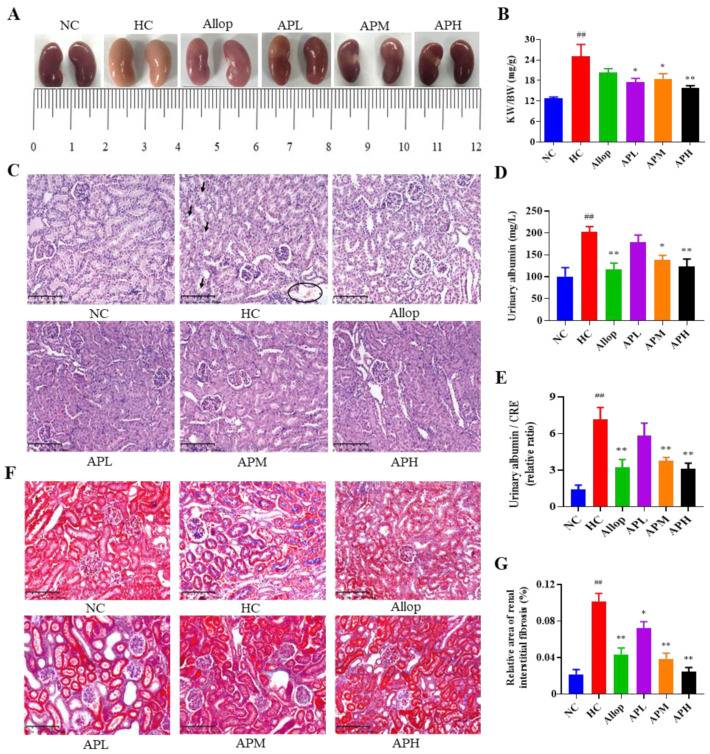 A
NC HC Allop APL APM APH
0 1 2 3 4 5 6 7 8 9 10 11 12
B
KW/BW (mg/g)
30
24
18
12
6
0
##
*
*
**
NC HC Allop APL APM APH
C
NC HC Allop
APL APM APH
D
Urinary albumin (mg/L)
250
200
150
100
50
0
##
**
*
**
NC HC Allop APL APM APH
E
Urinary albumin / CRE
(relative ratio)
9
6
3
0
##
**
**
**
NC HC Allop APL APM APH
F
NC HC Allop
APL APM APH
G
Relative area of renal
interstitial fibrosis (%)
0.12
0.08
0.04
0.00
##
**
*
**
**
NC HC Allop APL APM APH